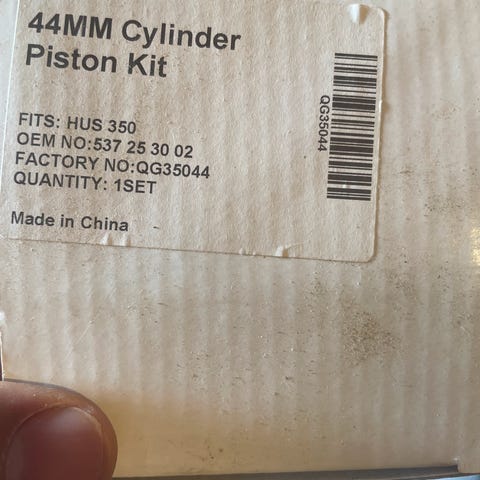 44MM Cylinder
Piston Kit
FITS: HUS 350
OEM NO:537 25 30 02
FACTORY NO:QG35044
QUANTITY: 1SET
Made in China
QG35044